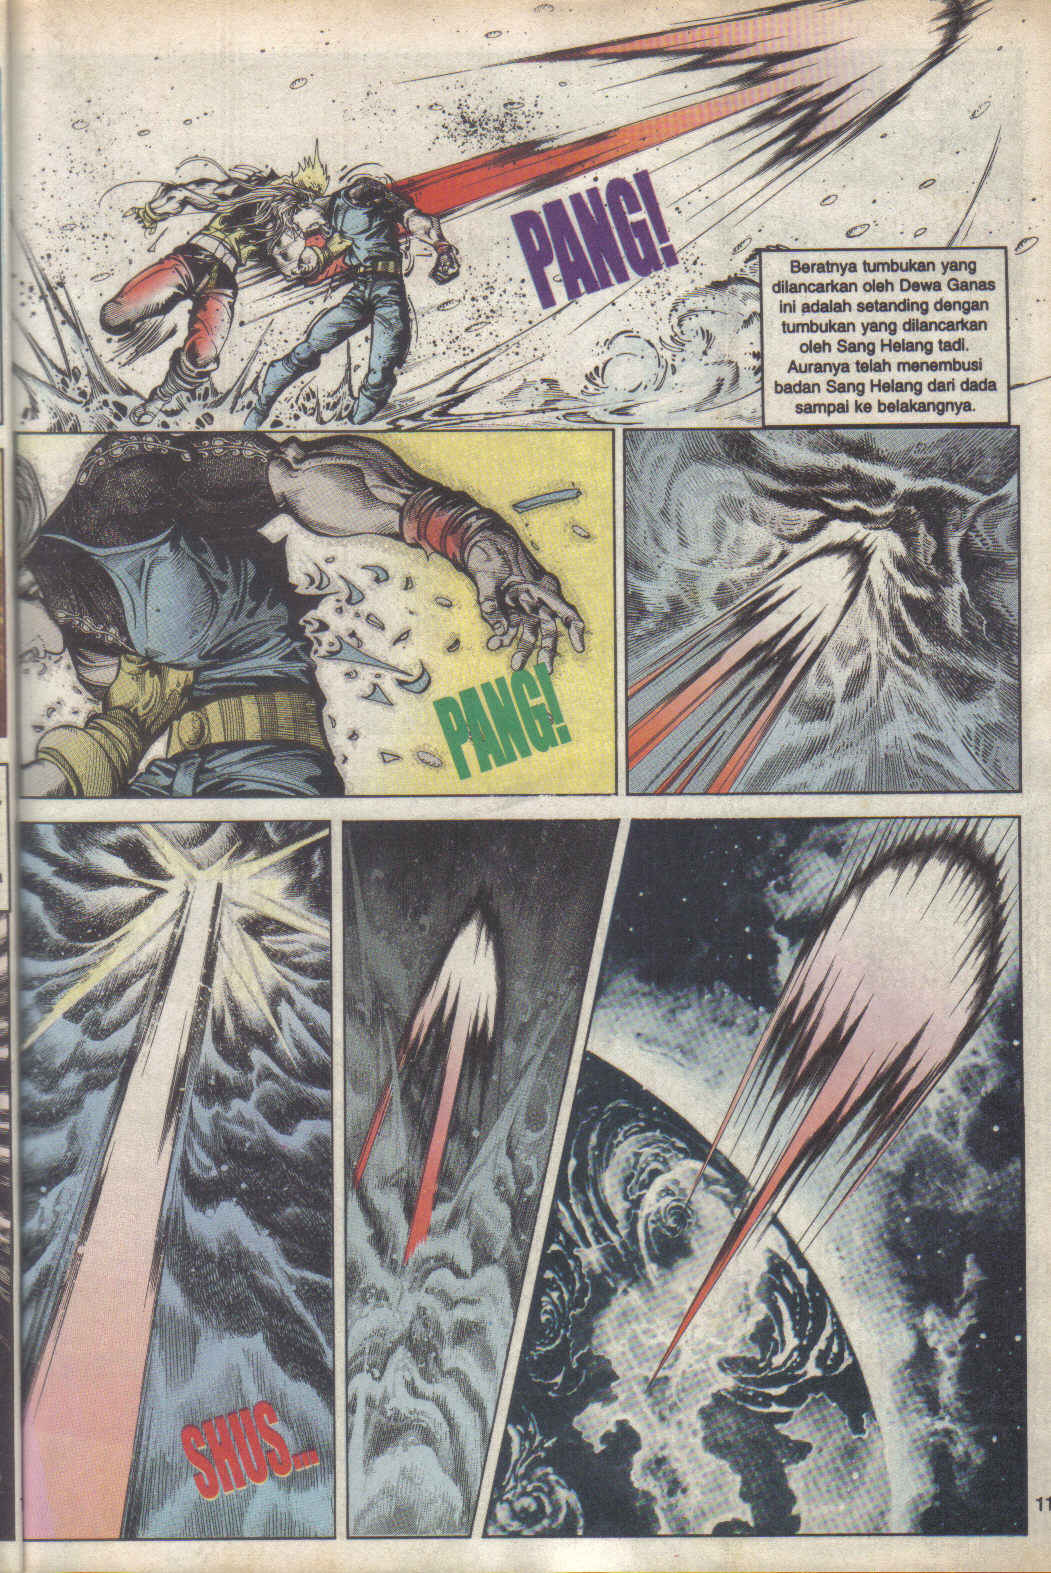 PANG!
Beratnya tumbukan yang
dilancarkan oleh Dewa Ganas
ini adalah setanding dengan
tumbukan yang dilancarkan
oleh Sang Helang tadi.
Auranya telah menembusi
badan Sang Helang dari dada
sampai ke belakangnya.
PANG!
SHUS...
11